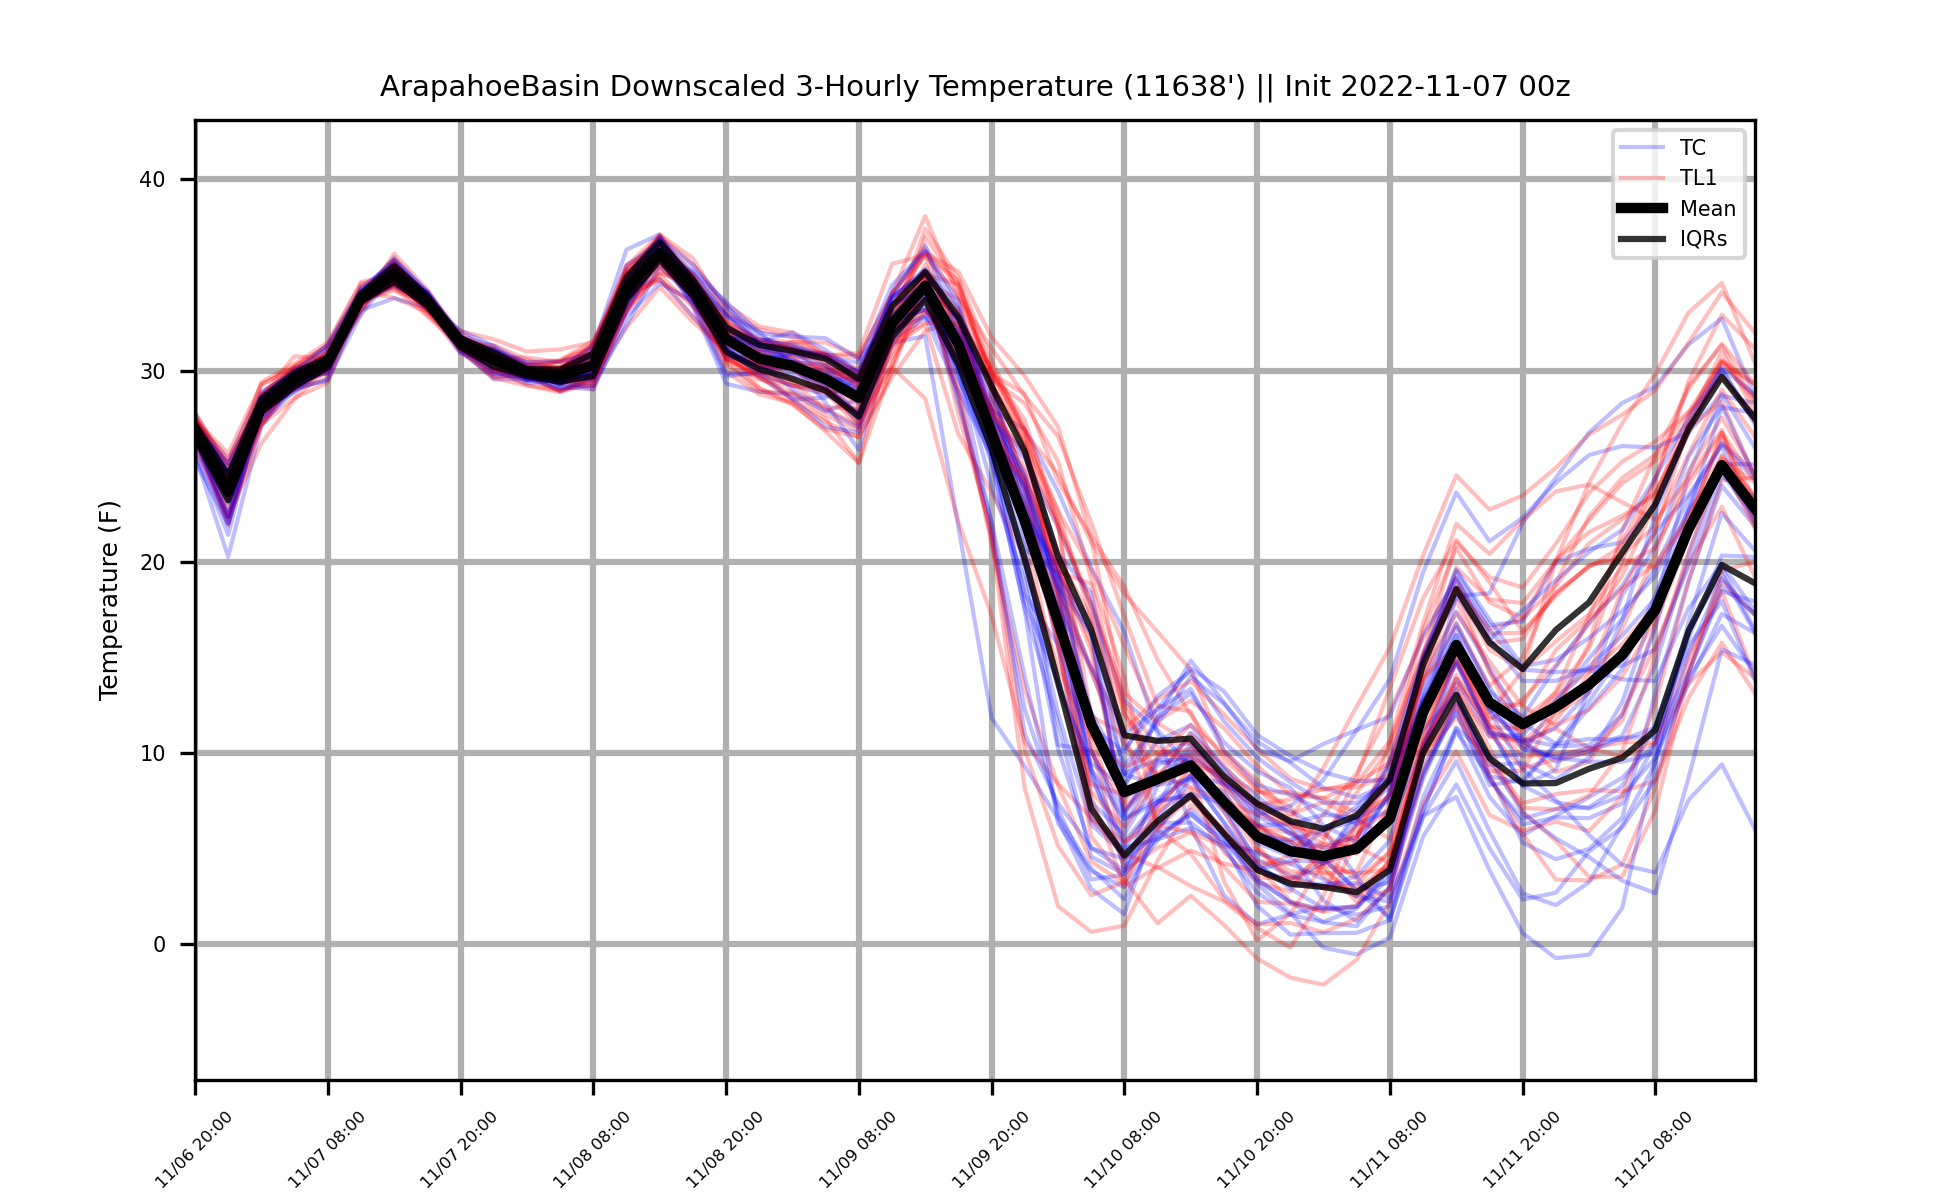 ArapahoeBasin Downscaled 3-Hourly Temperature (11638') || Init 2022-11-07 00z
TC
TL1
Mean
IQRs
Temperature (F)
40
30
20
10
0
11/06 20:00
11/07 08:00
11/07 20:00
11/08 08:00
11/08 20:00
11/09 08:00
11/09 20:00
11/10 08:00
11/10 20:00
11/11 08:00
11/11 20:00
11/12 08:00